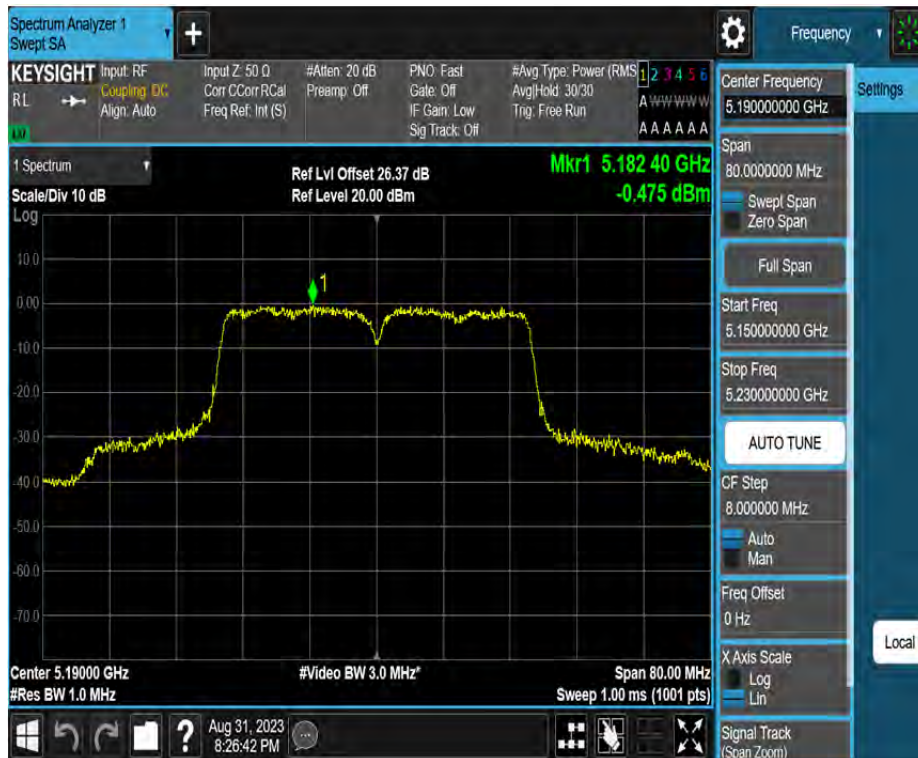 Spectrum Analyzer 1
Swept SA
Frequency
KEYSIGHT
RL
LXI
Input: RF
Coupling: DC
Align: Auto
Input Z: 50 Ω
Corr CCorr RCal
Freq Ref: Int (S)
#Atten: 20 dB
Preamp: Off
PNO: Fast
Gate: Off
IF Gain: Low
Sig Track: Off
#Avg Type: Power (RMS
Avg|Hold: 30/30
Trig: Free Run
1 2 3 4 5 6
A W W W W W
A A A A A A
1 Spectrum
Scale/Div 10 dB
Log
Ref Lvl Offset 26.37 dB
Ref Level 20.00 dBm
Mkr1 5.182 40 GHz
-0.475 dBm
1
10.0
0.00
-10.0
-20.0
-30.0
-40.0
-50.0
-60.0
-70.0
Center 5.19000 GHz
#Res BW 1.0 MHz
#Video BW 3.0 MHz*
Span 80.00 MHz
Sweep 1.00 ms (1001 pts)
Aug 31, 2023
8:26:42 PM
Center Frequency
5.190000000 GHz
Span
80.0000000 MHz
Swept Span
Zero Span
Full Span
Start Freq
5.150000000 GHz
Stop Freq
5.230000000 GHz
AUTO TUNE
CF Step
8.000000 MHz
Auto
Man
Freq Offset
0 Hz
X Axis Scale
Log
Lin
Signal Track
(Span Zoom)
Settings
Local